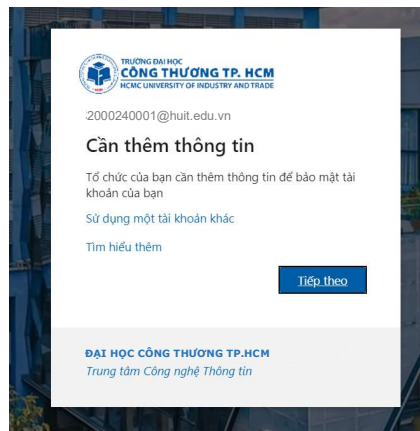 TRƯỜNG ĐẠI HỌC
CÔNG THƯƠNG TP. HCM
HCMC UNIVERSITY OF INDUSTRY AND TRADE
2000240001@huit.edu.vn
Cần thêm thông tin
Tổ chức của bạn cần thêm thông tin để bảo mật tài
khoản của bạn
Sử dụng một tài khoản khác
Tìm hiểu thêm
Tiếp theo
ĐẠI HỌC CÔNG THƯƠNG TP.HCM
Trung tâm Công nghệ Thông tin